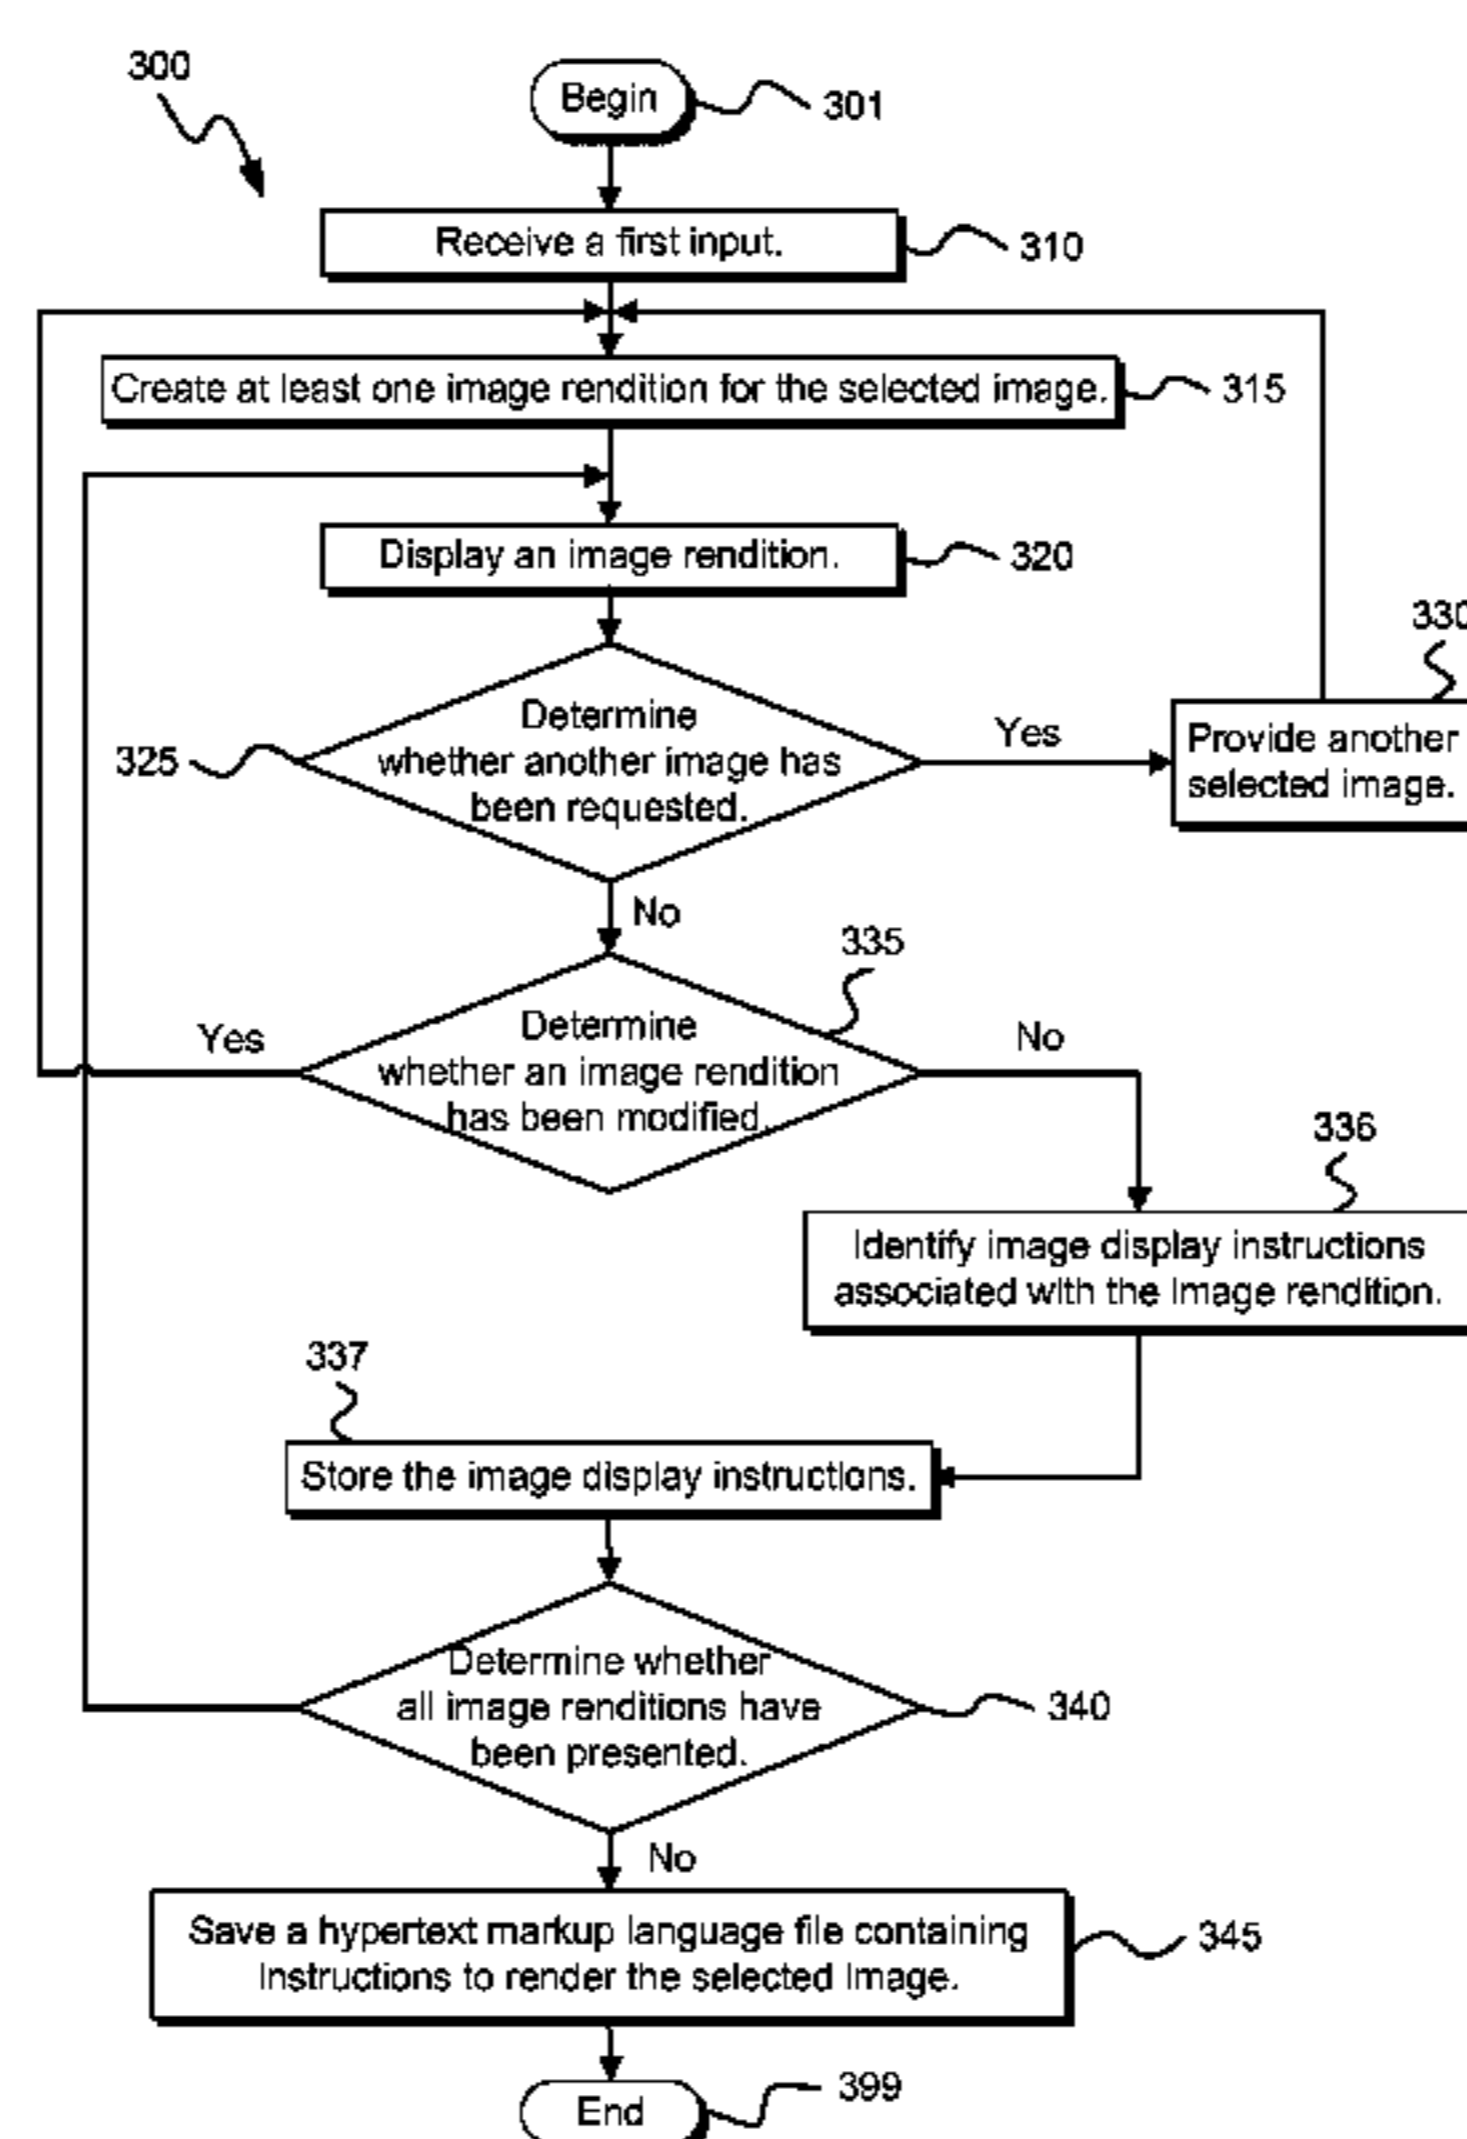 300
Begin
301
Receive a first input.
310
Create at least one image rendition for the selected image.
315
Display an image rendition.
320
330
Determine
whether another image has
been requested.
325
Yes
Provide another
selected image.
No
335
Determine
whether an image rendition
has been modified.
Yes
No
336
Identify image display instructions
associated with the image rendition.
337
Store the image display instructions.
Determine whether
all image renditions have
been presented.
340
No
Save a hypertext markup language file containing
Instructions to render the selected Image.
345
End
399